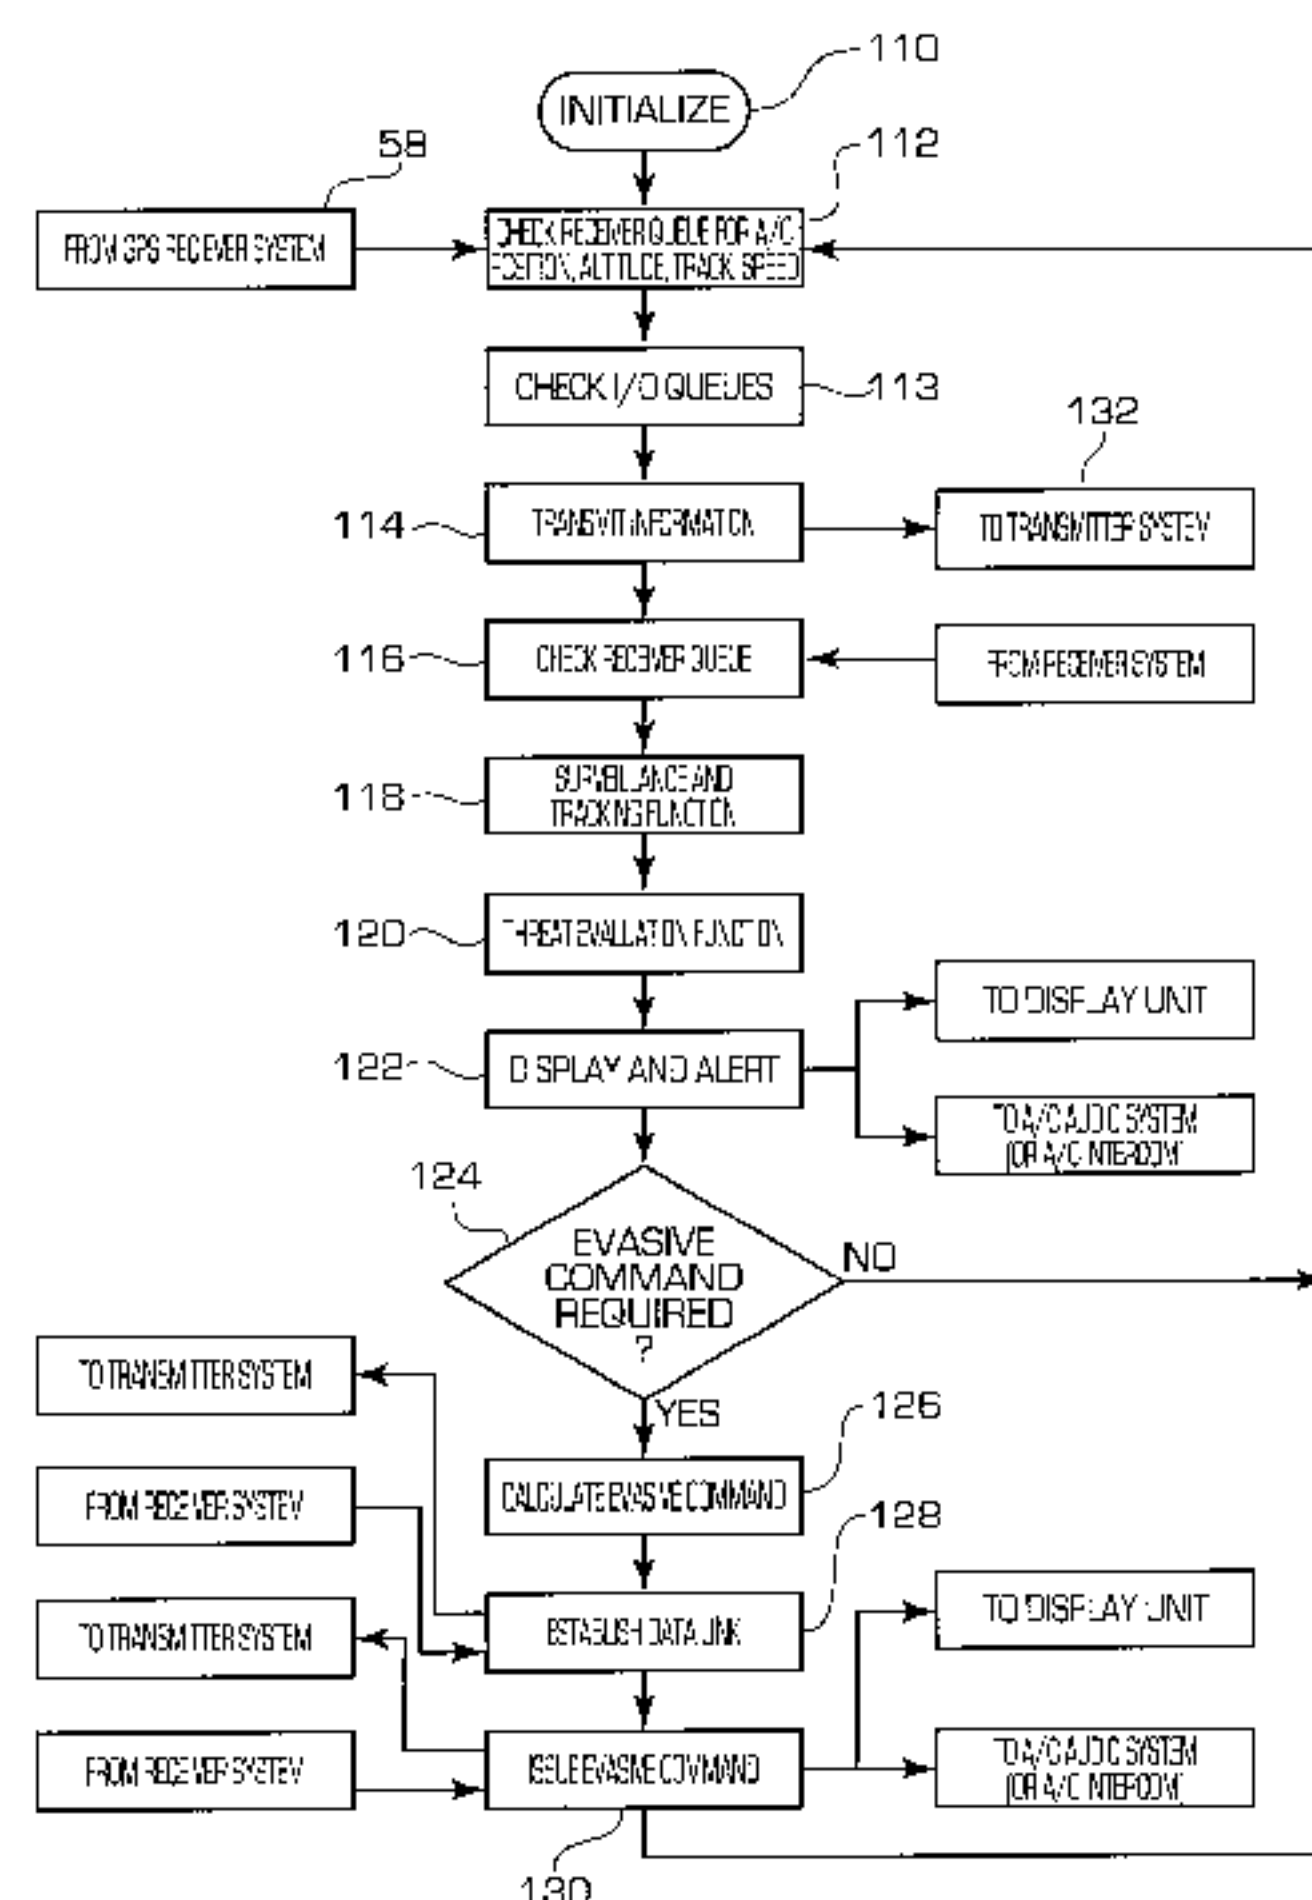 110
INITIALIZE
112
58
FROM GPS RECIEVER SYSTEM
CHECK RECEIVER QUEUE FOR A/C
POSITION, ALTITUDE, TRACK, SPEED
CHECK I/O QUEUES
113
132
114
TRANSMIT INFORMATION
TO TRANSMITTER SYSTEM
116
CHECK RECEIVER QUEUE
FROM RECEIVER SYSTEM
118
SURVEILLANCE AND
TRACKING FUNCTION
120
THREAT EVALUATION FUNCTION
TO DISPLAY UNIT
122
DISPLAY AND ALERT
TO A/C AUDIO SYSTEM
(OR A/C INTERCOM)
124
EVASIVE
COMMAND
REQUIRED
?
NO
TO TRANSMITTER SYSTEM
YES
126
FROM RECEIVER SYSTEM
CALCULATE EVASIVE COMMAND
128
TO TRANSMITTER SYSTEM
ESTABLISH DATA LINK
TO DISPLAY UNIT
FROM RECEIVER SYSTEM
ISSUE EVASIVE COMMAND
TO A/C AUDIO SYSTEM
(OR A/C INTERCOM)
130